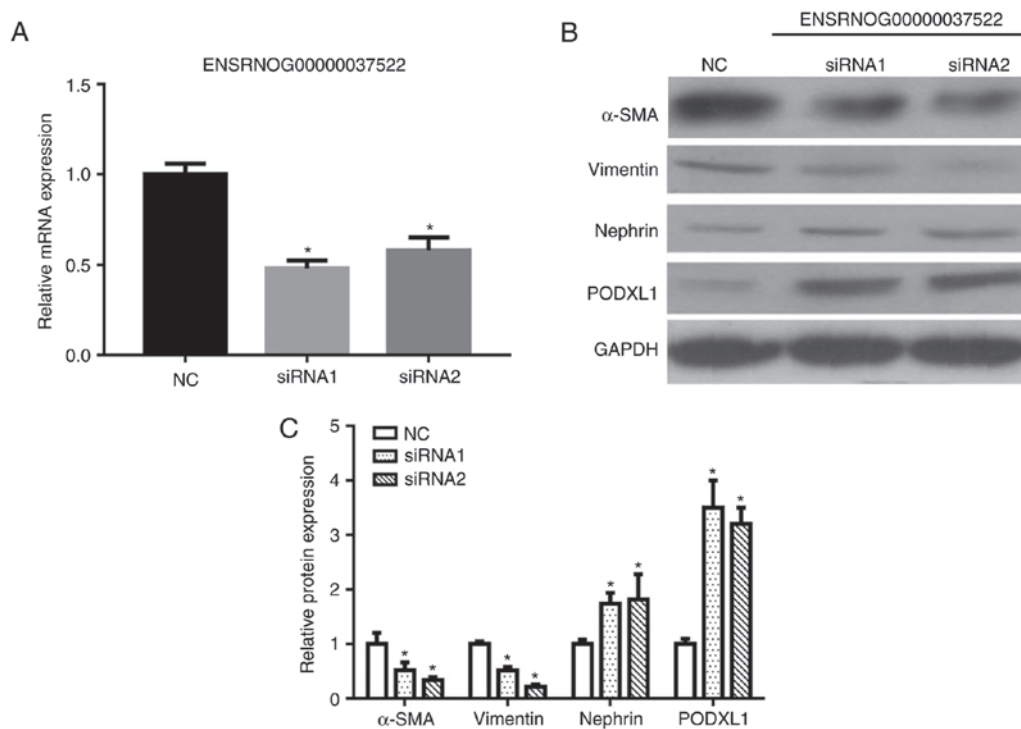 A
ENSRNOG00000037522
Relative mRNA expression
1.5
1.0
0.5
0.0
*
*
NC siRNA1 siRNA2
B
ENSRNOG00000037522
NC siRNA1 siRNA2
α-SMA
Vimentin
Nephrin
PODXL1
GAPDH
C
NC
siRNA1
siRNA2
Relative protein expression
5
4
3
2
1
0
* * * * * * * *
α-SMA Vimentin Nephrin PODXL1